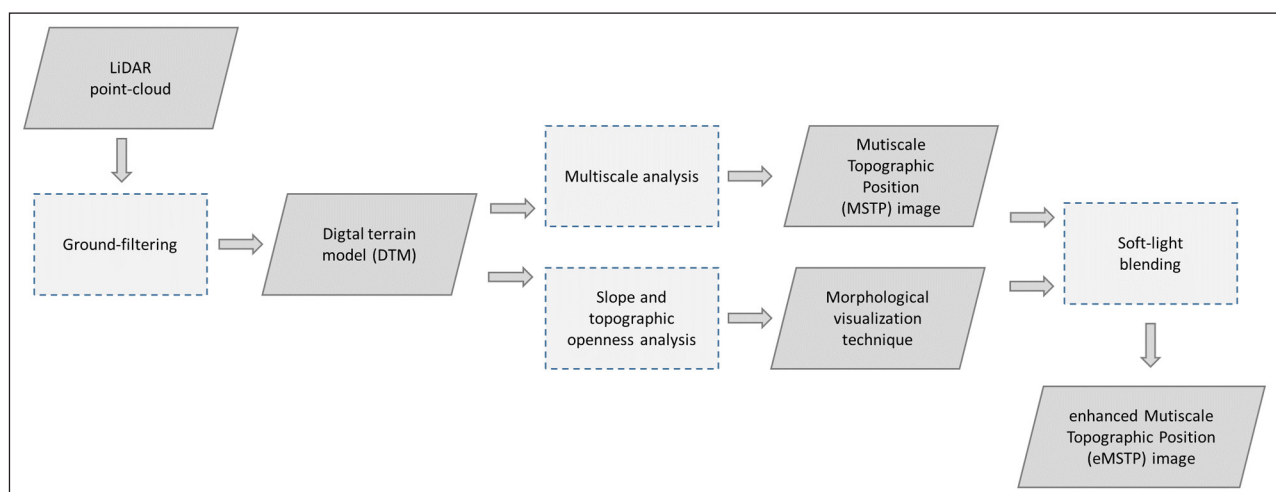 LiDAR
point-cloud
Ground-filtering
Digtal terrain
model (DTM)
Multiscale analysis
Mutiscale
Topographic
Position
(MSTP) image
Slope and
topographic
openness analysis
Morphological
visualization
technique
Soft-light
blending
enhanced Mutiscale
Topographic Position
(eMSTP) image